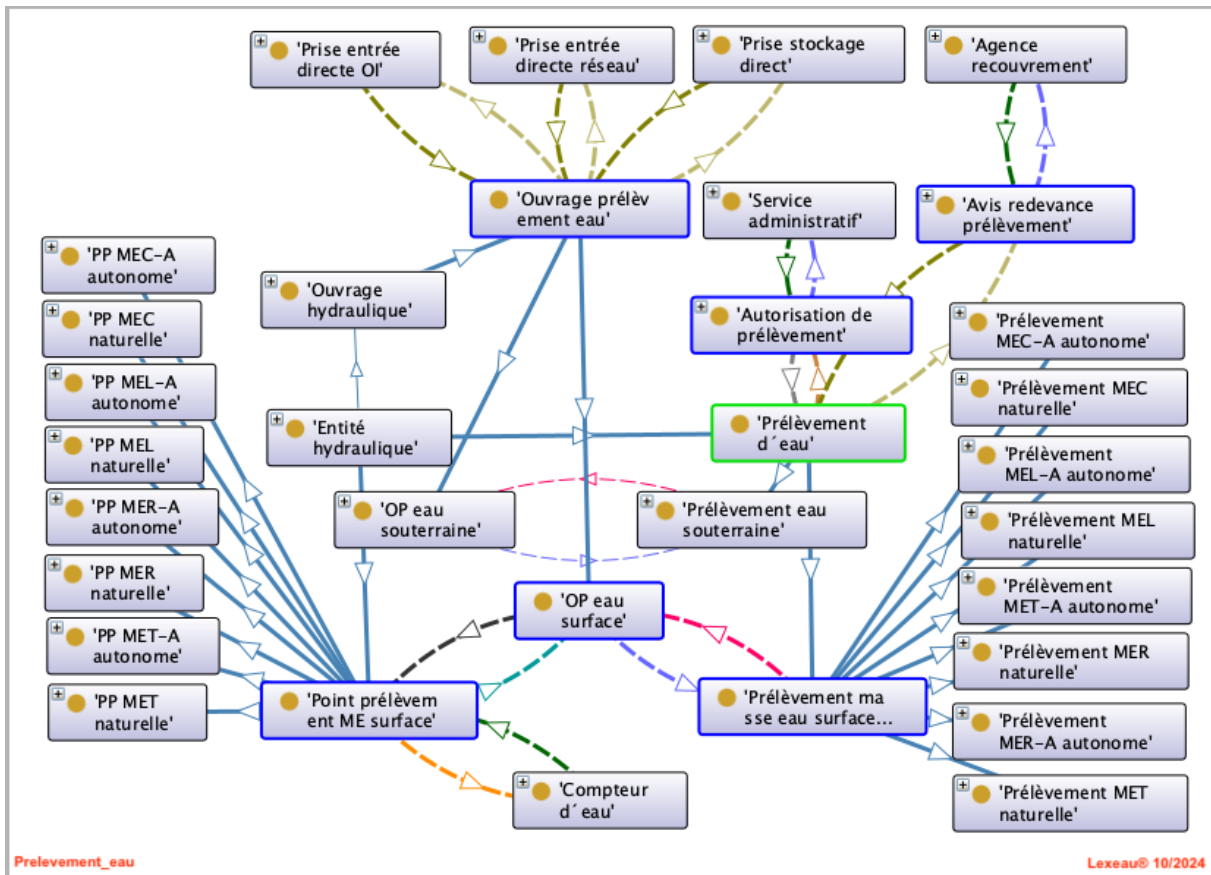 'Prise entrée
directe OI'
'Prise entrée
directe réseau'
'Prise stockage
direct'
'Agence
recouvrement'
'Ouvrage prélèv
ement eau'
'Service
administratif'
'Avis redevance
prélèvement'
'PP MEC-A
autonome'
'Ouvrage
hydraulique'
'Autorisation de
prélèvement'
'PP MEC
naturelle'
'Prélevement
MEC-A autonome'
'PP MEL-A
autonome'
'Prélèvement MEC
naturelle'
'Entité
hydraulique'
'Prélèvement
d´eau'
'PP MEL
naturelle'
'Prélèvement
MEL-A autonome'
'PP MER-A
autonome'
'OP eau
souterraine'
'Prélèvement eau
souterraine'
'Prélèvement MEL
naturelle'
'PP MER
naturelle'
'OP eau
surface'
'Prélèvement
MET-A autonome'
'PP MET-A
autonome'
'Prélèvement MER
naturelle'
'PP MET
naturelle'
'Point prélèvem
ent ME surface'
'Prélèvement ma
sse eau surface...
'Prélèvement
MER-A autonome'
'Compteur
d´eau'
'Prélèvement MET
naturelle'
Prelevement_eau
Lexeau® 10/2024